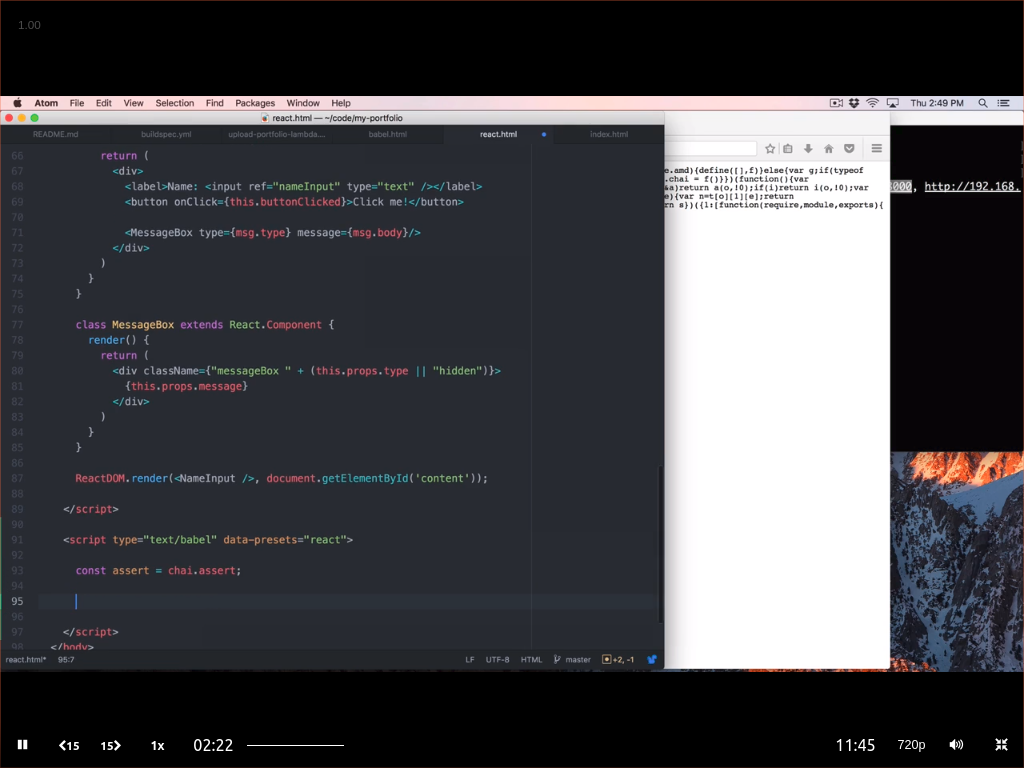 1.00
Atom File Edit View Selection Find Packages Window Help Thu 2:49 PM
react.html — ~/code/my-portfolio
README.md buildspec.yml upload-portfolio-lambda.... babel.html react.html index.html
66 return (
67 <div>
68 <label>Name: <input ref="nameInput" type="text" /></label>
69 <button onClick={this.buttonClicked}>Click me!</button>
70
71 <MessageBox type={msg.type} message={msg.body}/>
72 </div>
73 )
74 }
75 }
76
77 class MessageBox extends React.Component {
78 render() {
79 return (
80 <div className={"messageBox " + (this.props.type || "hidden")}>
81 {this.props.message}
82 </div>
83 )
84 }
85 }
86
87 ReactDOM.render(<NameInput />, document.getElementById('content'));
88
89 </script>
90
91 <script type="text/babel" data-presets="react">
92
93 const assert = chai.assert;
94
95
96
97 </script>
98 </body>
react.html* 95:7 LF UTF-8 HTML master +2, -1
e.amd){define([],f)}else{var g;if(typeof
.chai = f()}})(function(){var
&a)return a(o,!0);if(i)return i(o,!0);var
e){var n=t[o][1][e];return
rn s})({1:[function(require,module,exports){
8000, http://192.168.
15 15 1x 02:22 11:45 720p